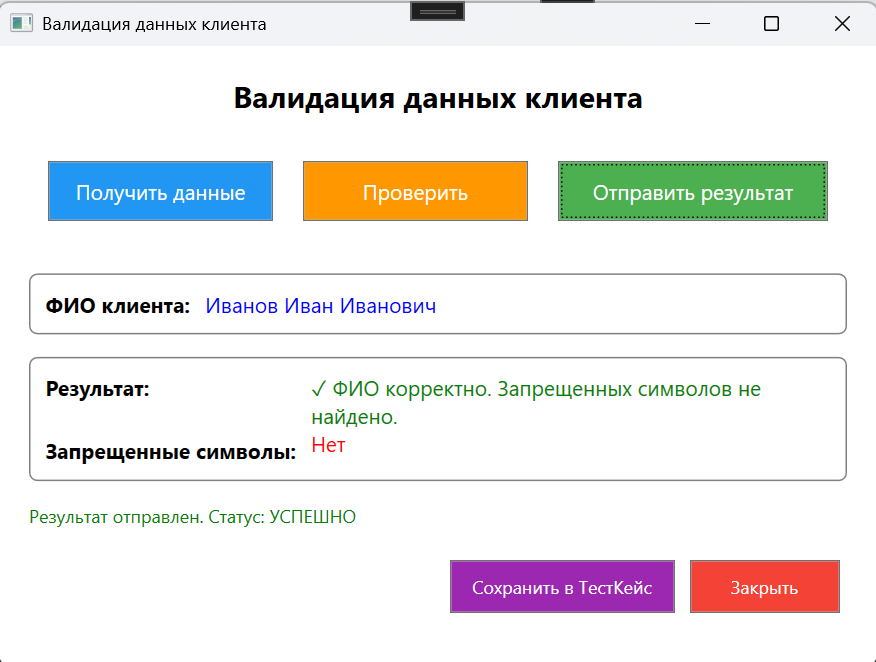 Валидация данных клиента
Валидация данных клиента
Получить данные
Проверить
Отправить результат
ФИО клиента: Иванов Иван Иванович
Результат: ✓ ФИО корректно. Запрещенных символов не
найдено.
Запрещенные символы: Нет
Результат отправлен. Статус: УСПЕШНО
Сохранить в ТестКейс
Закрыть